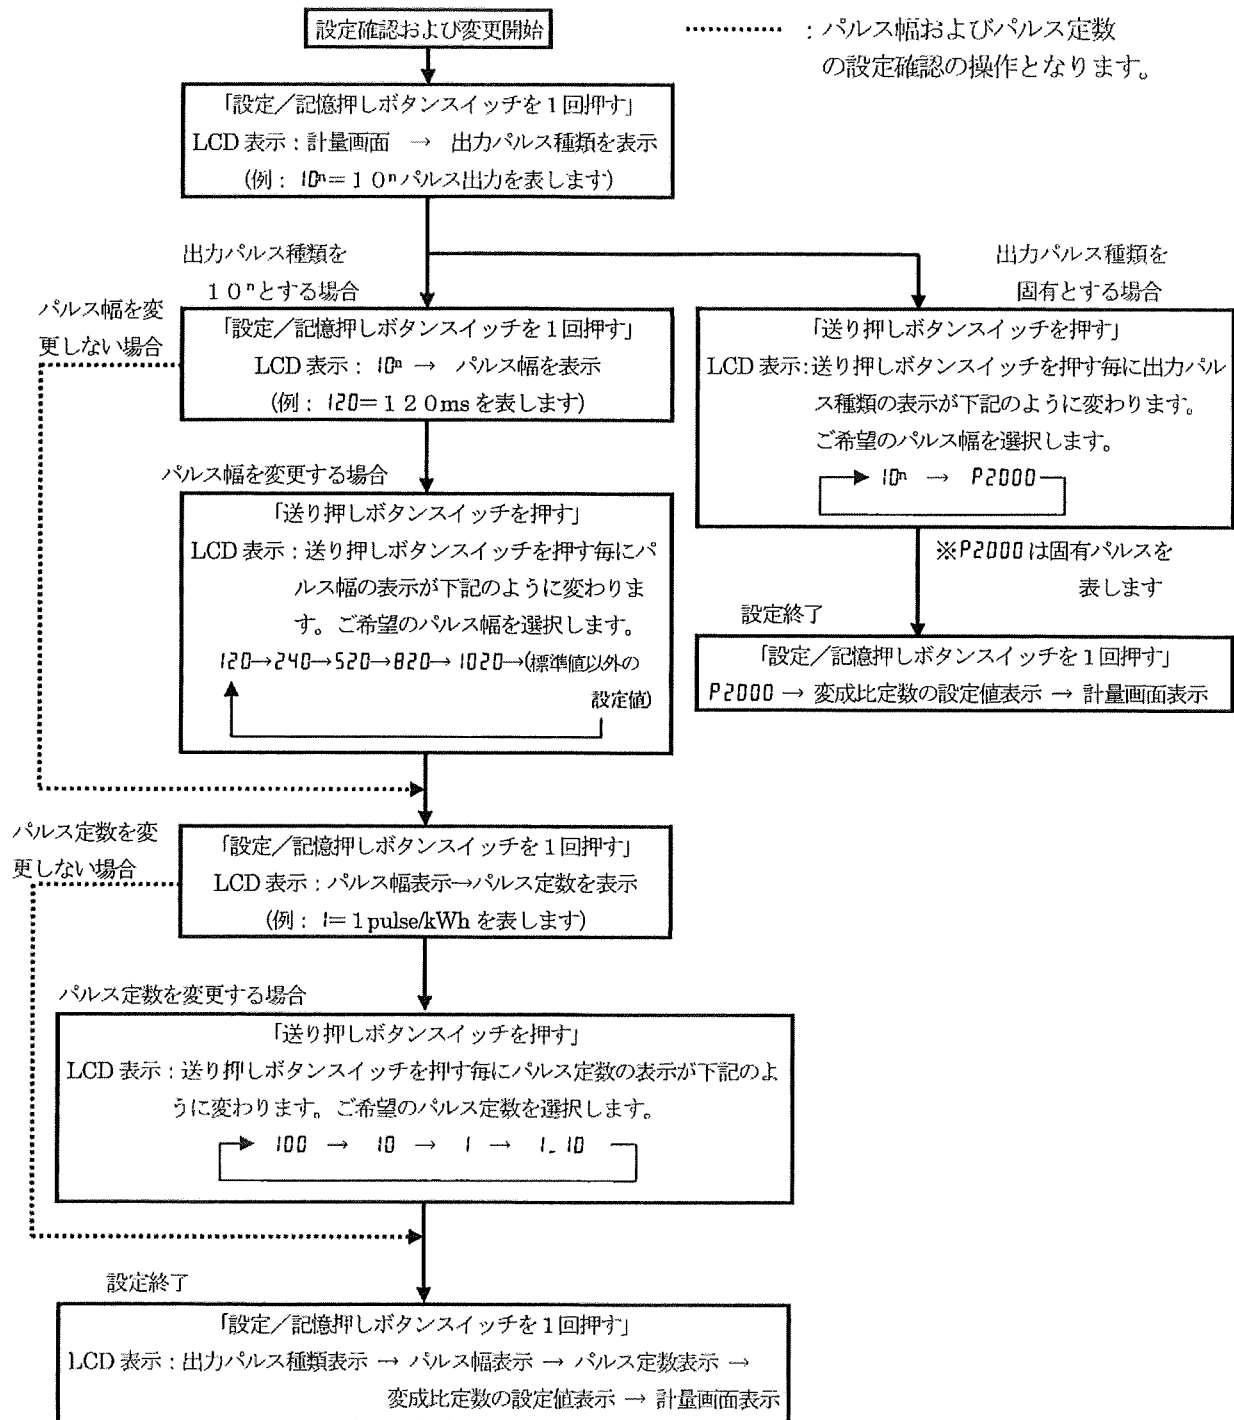 設定確認および変更開始
………… ：パルス幅およびパルス定数
の設定確認の操作となります。
「設定／記憶押しボタンスイッチを１回押す」
LCD 表示：計量画面 → 出力パルス種類を表示
(例：10ⁿ＝１０ⁿパルス出力を表します)
出力パルス種類を
１０ⁿとする場合
出力パルス種類を
固有とする場合
パルス幅を変
更しない場合
「設定／記憶押しボタンスイッチを１回押す」
LCD 表示：10ⁿ → パルス幅を表示
(例：120＝１２０ms を表します)
「送り押しボタンスイッチを押す」
LCD 表示：送り押しボタンスイッチを押す毎に出力パル
ス種類の表示が下記のように変わります。
ご希望のパルス幅を選択します。
10ⁿ → P2000
※P2000 は固有パルスを
表します
設定終了
「設定／記憶押しボタンスイッチを１回押す」
P2000 → 変成比定数の設定値表示 → 計量画面表示
パルス幅を変更する場合
「送り押しボタンスイッチを押す」
LCD 表示：送り押しボタンスイッチを押す毎にパ
ルス幅の表示が下記のように変わりま
す。ご希望のパルス幅を選択します。
120→240→520→820→1020→(標準値以外の
設定値)
パルス定数を変
更しない場合
「設定／記憶押しボタンスイッチを１回押す」
LCD 表示：パルス幅表示→パルス定数を表示
(例：1＝1 pulse/kWh を表します)
パルス定数を変更する場合
「送り押しボタンスイッチを押す」
LCD 表示：送り押しボタンスイッチを押す毎にパルス定数の表示が下記のよ
うに変わります。ご希望のパルス定数を選択します。
100 → 10 → 1 → 1_10
設定終了
「設定／記憶押しボタンスイッチを１回押す」
LCD 表示：出力パルス種類表示 → パルス幅表示 → パルス定数表示 →
変成比定数の設定値表示 → 計量画面表示